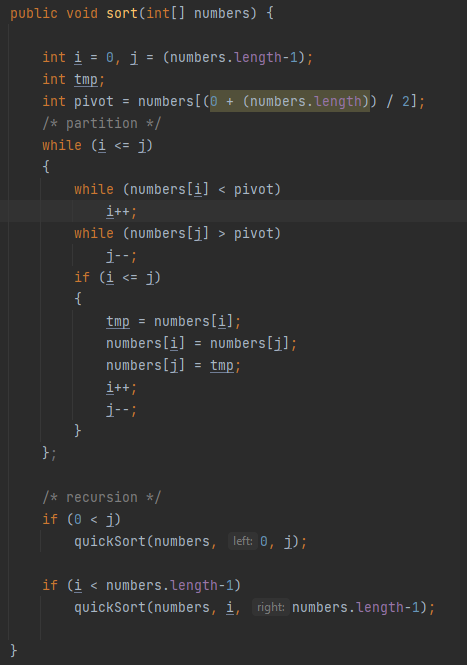 public void sort(int[] numbers) {
int i = 0, j = (numbers.length-1);
int tmp;
int pivot = numbers[(0 + (numbers.length)) / 2];
/* partition */
while (i <= j)
{
while (numbers[i] < pivot)
i++;
while (numbers[j] > pivot)
j--;
if (i <= j)
{
tmp = numbers[i];
numbers[i] = numbers[j];
numbers[j] = tmp;
i++;
j--;
}
};
/* recursion */
if (0 < j)
quickSort(numbers, left: 0, j);
if (i < numbers.length-1)
quickSort(numbers, i, right: numbers.length-1);
}